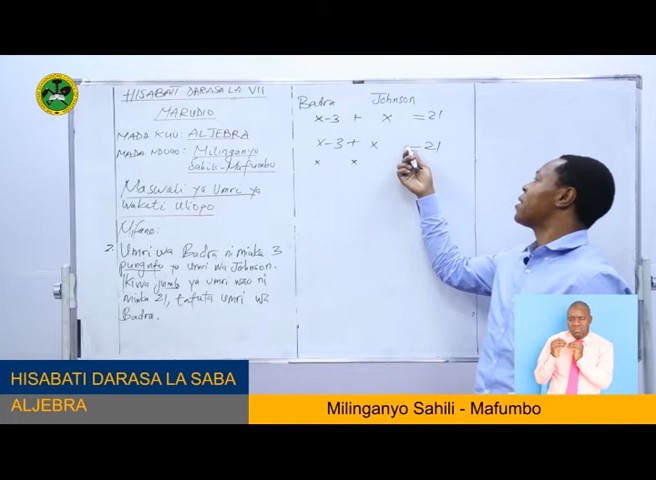 HISABATI DARASA LA VII
MARUDIO
MADA KUU: ALJEBRA
MADA NDOGO: Milinganyo
Sahili - Mafumbo
Maswali ya Umri ya
Wakati Uliopo
Mifano:
2. Umri wa Badra ni miaka 3
pungufu ya umri wa Johnson.
Ikiwa jumla ya umri wao ni
miaka 21, tafuta umri wa
Badra.
Badra Johnson
x-3 + x = 21
x-3 + x = 21
x x
HISABATI DARASA LA SABA
ALJEBRA
Milinganyo Sahili - Mafumbo